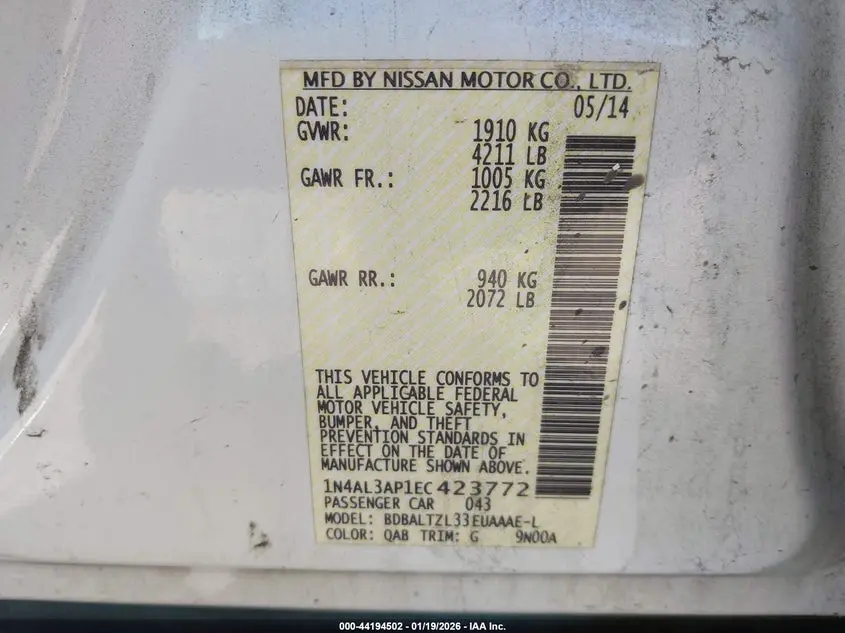 MFD BY NISSAN MOTOR CO., LTD.
DATE: 05/14
GVWR: 1910 KG
4211 LB
GAWR FR.: 1005 KG
2216 LB
GAWR RR.: 940 KG
2072 LB
THIS VEHICLE CONFORMS TO
ALL APPLICABLE FEDERAL
MOTOR VEHICLE SAFETY,
BUMPER, AND THEFT
PREVENTION STANDARDS IN
EFFECT ON THE DATE OF
MANUFACTURE SHOWN ABOVE.
1N4AL3AP1EC423772
PASSENGER CAR 043
MODEL: BDBALTZL33EUAAAE-L
COLOR: QAB TRIM: G 9N00A
000-44194502 - 01/19/2026 - IAA Inc.